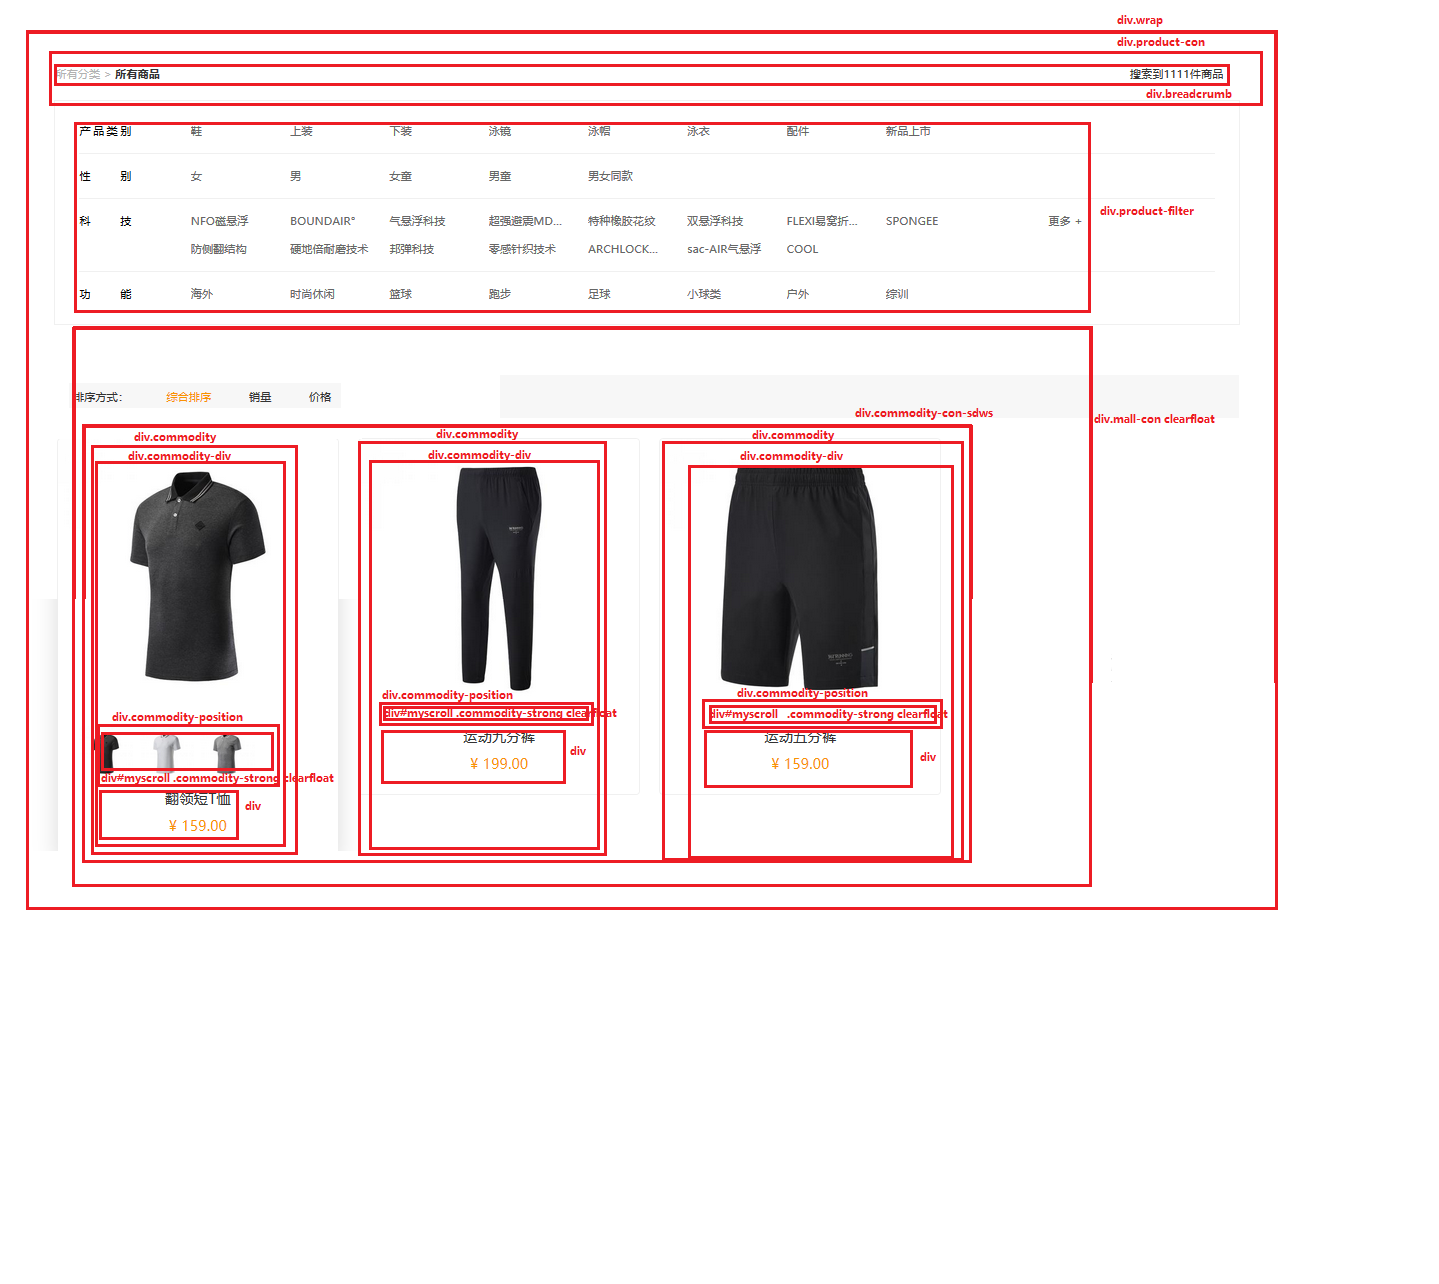 div.wrap
div.product-con
所有分类 > 所有商品 搜索到1111件商品
div.breadcrumb
产品类别 鞋 上装 下装 泳镜 泳帽 泳衣 配件 新品上市
性 别 女 男 女童 男童 男女同款
div.product-filter
科 技 NFO磁悬浮 BOUNDAIR° 气悬浮科技 超强避震MD... 特种橡胶花纹 双悬浮科技 FLEXI易窝折... SPONGEE 更多 +
防侧翻结构 硬地倍耐磨技术 邦弹科技 零感针织技术 ARCHLOCK... sac-AIR气悬浮 COOL
功 能 海外 时尚休闲 篮球 跑步 足球 小球类 户外 综训
排序方式: 综合排序 销量 价格
div.commodity-con-sdws
div.mall-con clearfloat
div.commodity div.commodity div.commodity
div.commodity-div div.commodity-div div.commodity-div
div.commodity-position div.commodity-position
div#myscroll .commodity-strong clearfloat div#myscroll .commodity-strong clearfloat
div.commodity-position
运动九分裤 运动五分裤
div div
¥ 199.00 ¥ 159.00
div#myscroll .commodity-strong clearfloat
翻领短T恤
div
¥ 159.00